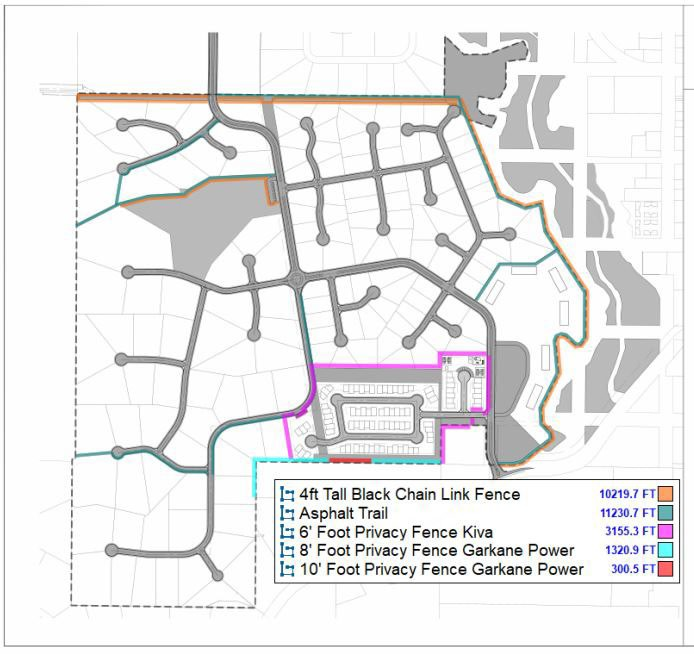 4ft Tall Black Chain Link Fence 10219.7 FT
Asphalt Trail 11230.7 FT
6' Foot Privacy Fence Kiva 3155.3 FT
8' Foot Privacy Fence Garkane Power 1320.9 FT
10' Foot Privacy Fence Garkane Power 300.5 FT